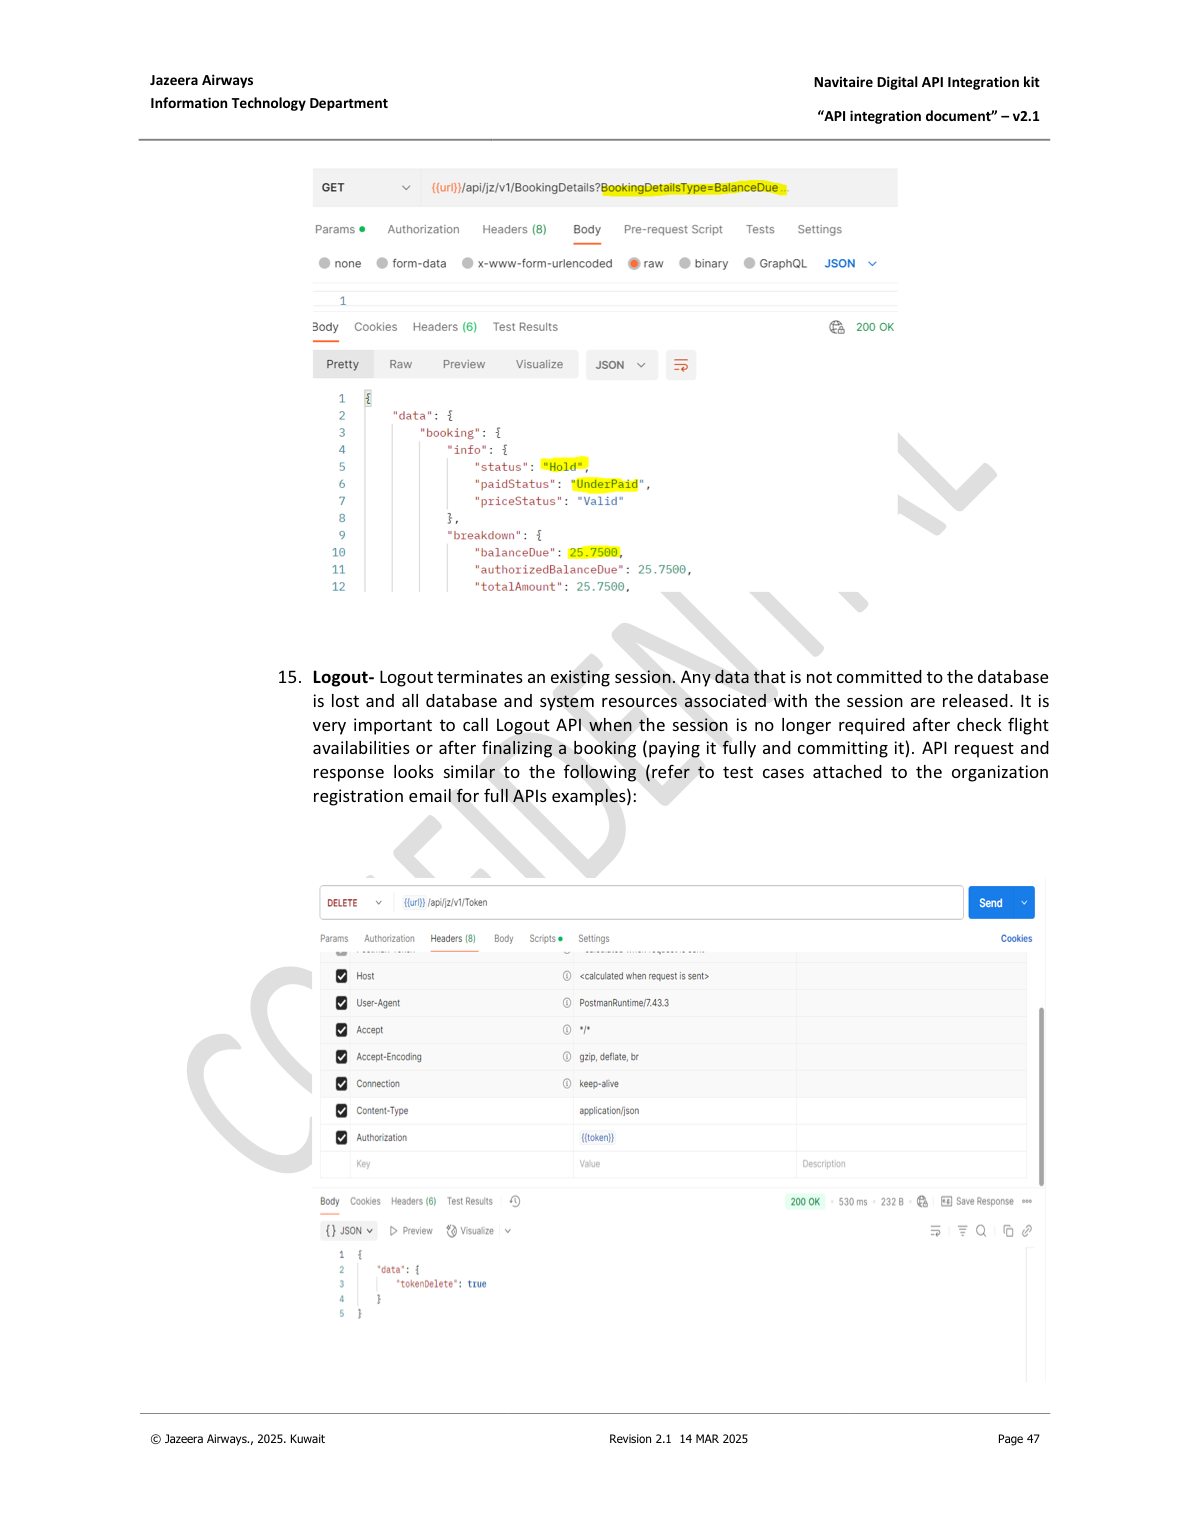 Jazeera Airways
Information Technology Department
Navitaire Digital API Integration kit
“API integration document” – v2.1
GET {{url}}/api/jz/v1/BookingDetails?BookingDetailsType=BalanceDue...
Params Authorization Headers (8) Body Pre-request Script Tests Settings
none form-data x-www-form-urlencoded raw binary GraphQL JSON
1
Body Cookies Headers (6) Test Results 200 OK
Pretty Raw Preview Visualize JSON
1 {
2 "data": {
3 "booking": {
4 "info": {
5 "status": "Hold",
6 "paidStatus": "UnderPaid",
7 "priceStatus": "Valid"
8 },
9 "breakdown": {
10 "balanceDue": 25.7500,
11 "authorizedBalanceDue": 25.7500,
12 "totalAmount": 25.7500,
15. Logout- Logout terminates an existing session. Any data that is not committed to the database
is lost and all database and system resources associated with the session are released. It is
very important to call Logout API when the session is no longer required after check flight
availabilities or after finalizing a booking (paying it fully and committing it). API request and
response looks similar to the following (refer to test cases attached to the organization
registration email for full APIs examples):
DELETE {{url}} /api/jz/v1/Token Send
Params Authorization Headers (8) Body Scripts Settings Cookies
Host <calculated when request is sent>
User-Agent PostmanRuntime/7.43.3
Accept */*
Accept-Encoding gzip, deflate, br
Connection keep-alive
Content-Type application/json
Authorization {{token}}
Key Value Description
Body Cookies Headers (6) Test Results 200 OK 530 ms 232 B Save Response
{} JSON Preview Visualize
1 {
2 "data": {
3 "tokenDelete": true
4 }
5 }
CONFIDENTIAL
© Jazeera Airways., 2025. Kuwait Revision 2.1 14 MAR 2025 Page 47